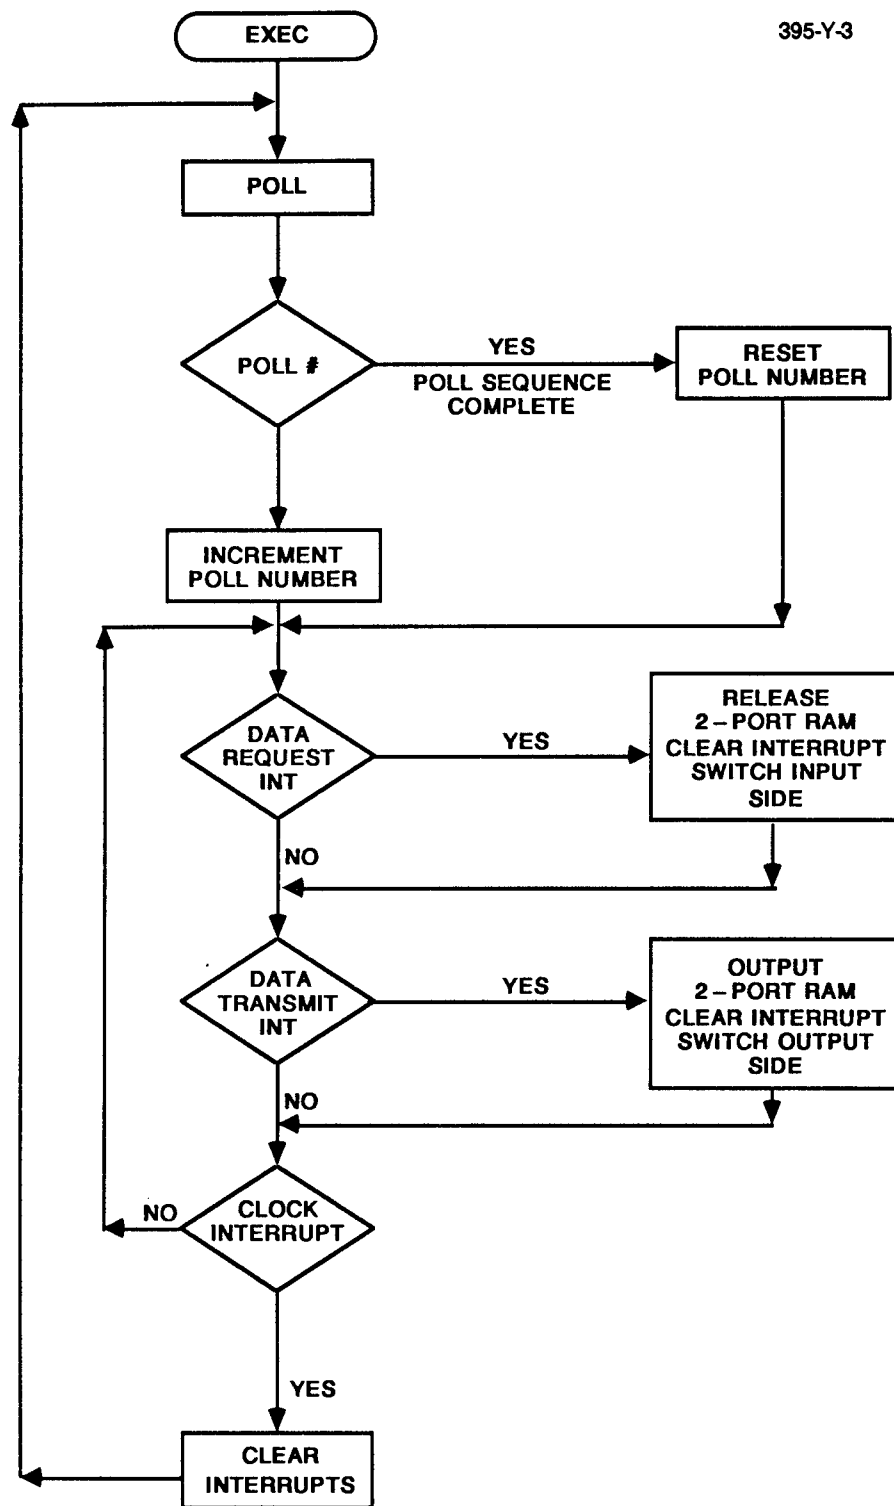 EXEC
395-Y-3
POLL
POLL #
YES
POLL SEQUENCE
COMPLETE
RESET
POLL NUMBER
INCREMENT
POLL NUMBER
DATA
REQUEST
INT
YES
RELEASE
2–PORT RAM
CLEAR INTERRUPT
SWITCH INPUT
SIDE
NO
DATA
TRANSMIT
INT
YES
OUTPUT
2–PORT RAM
CLEAR INTERRUPT
SWITCH OUTPUT
SIDE
NO
CLOCK
INTERRUPT
NO
YES
CLEAR
INTERRUPTS